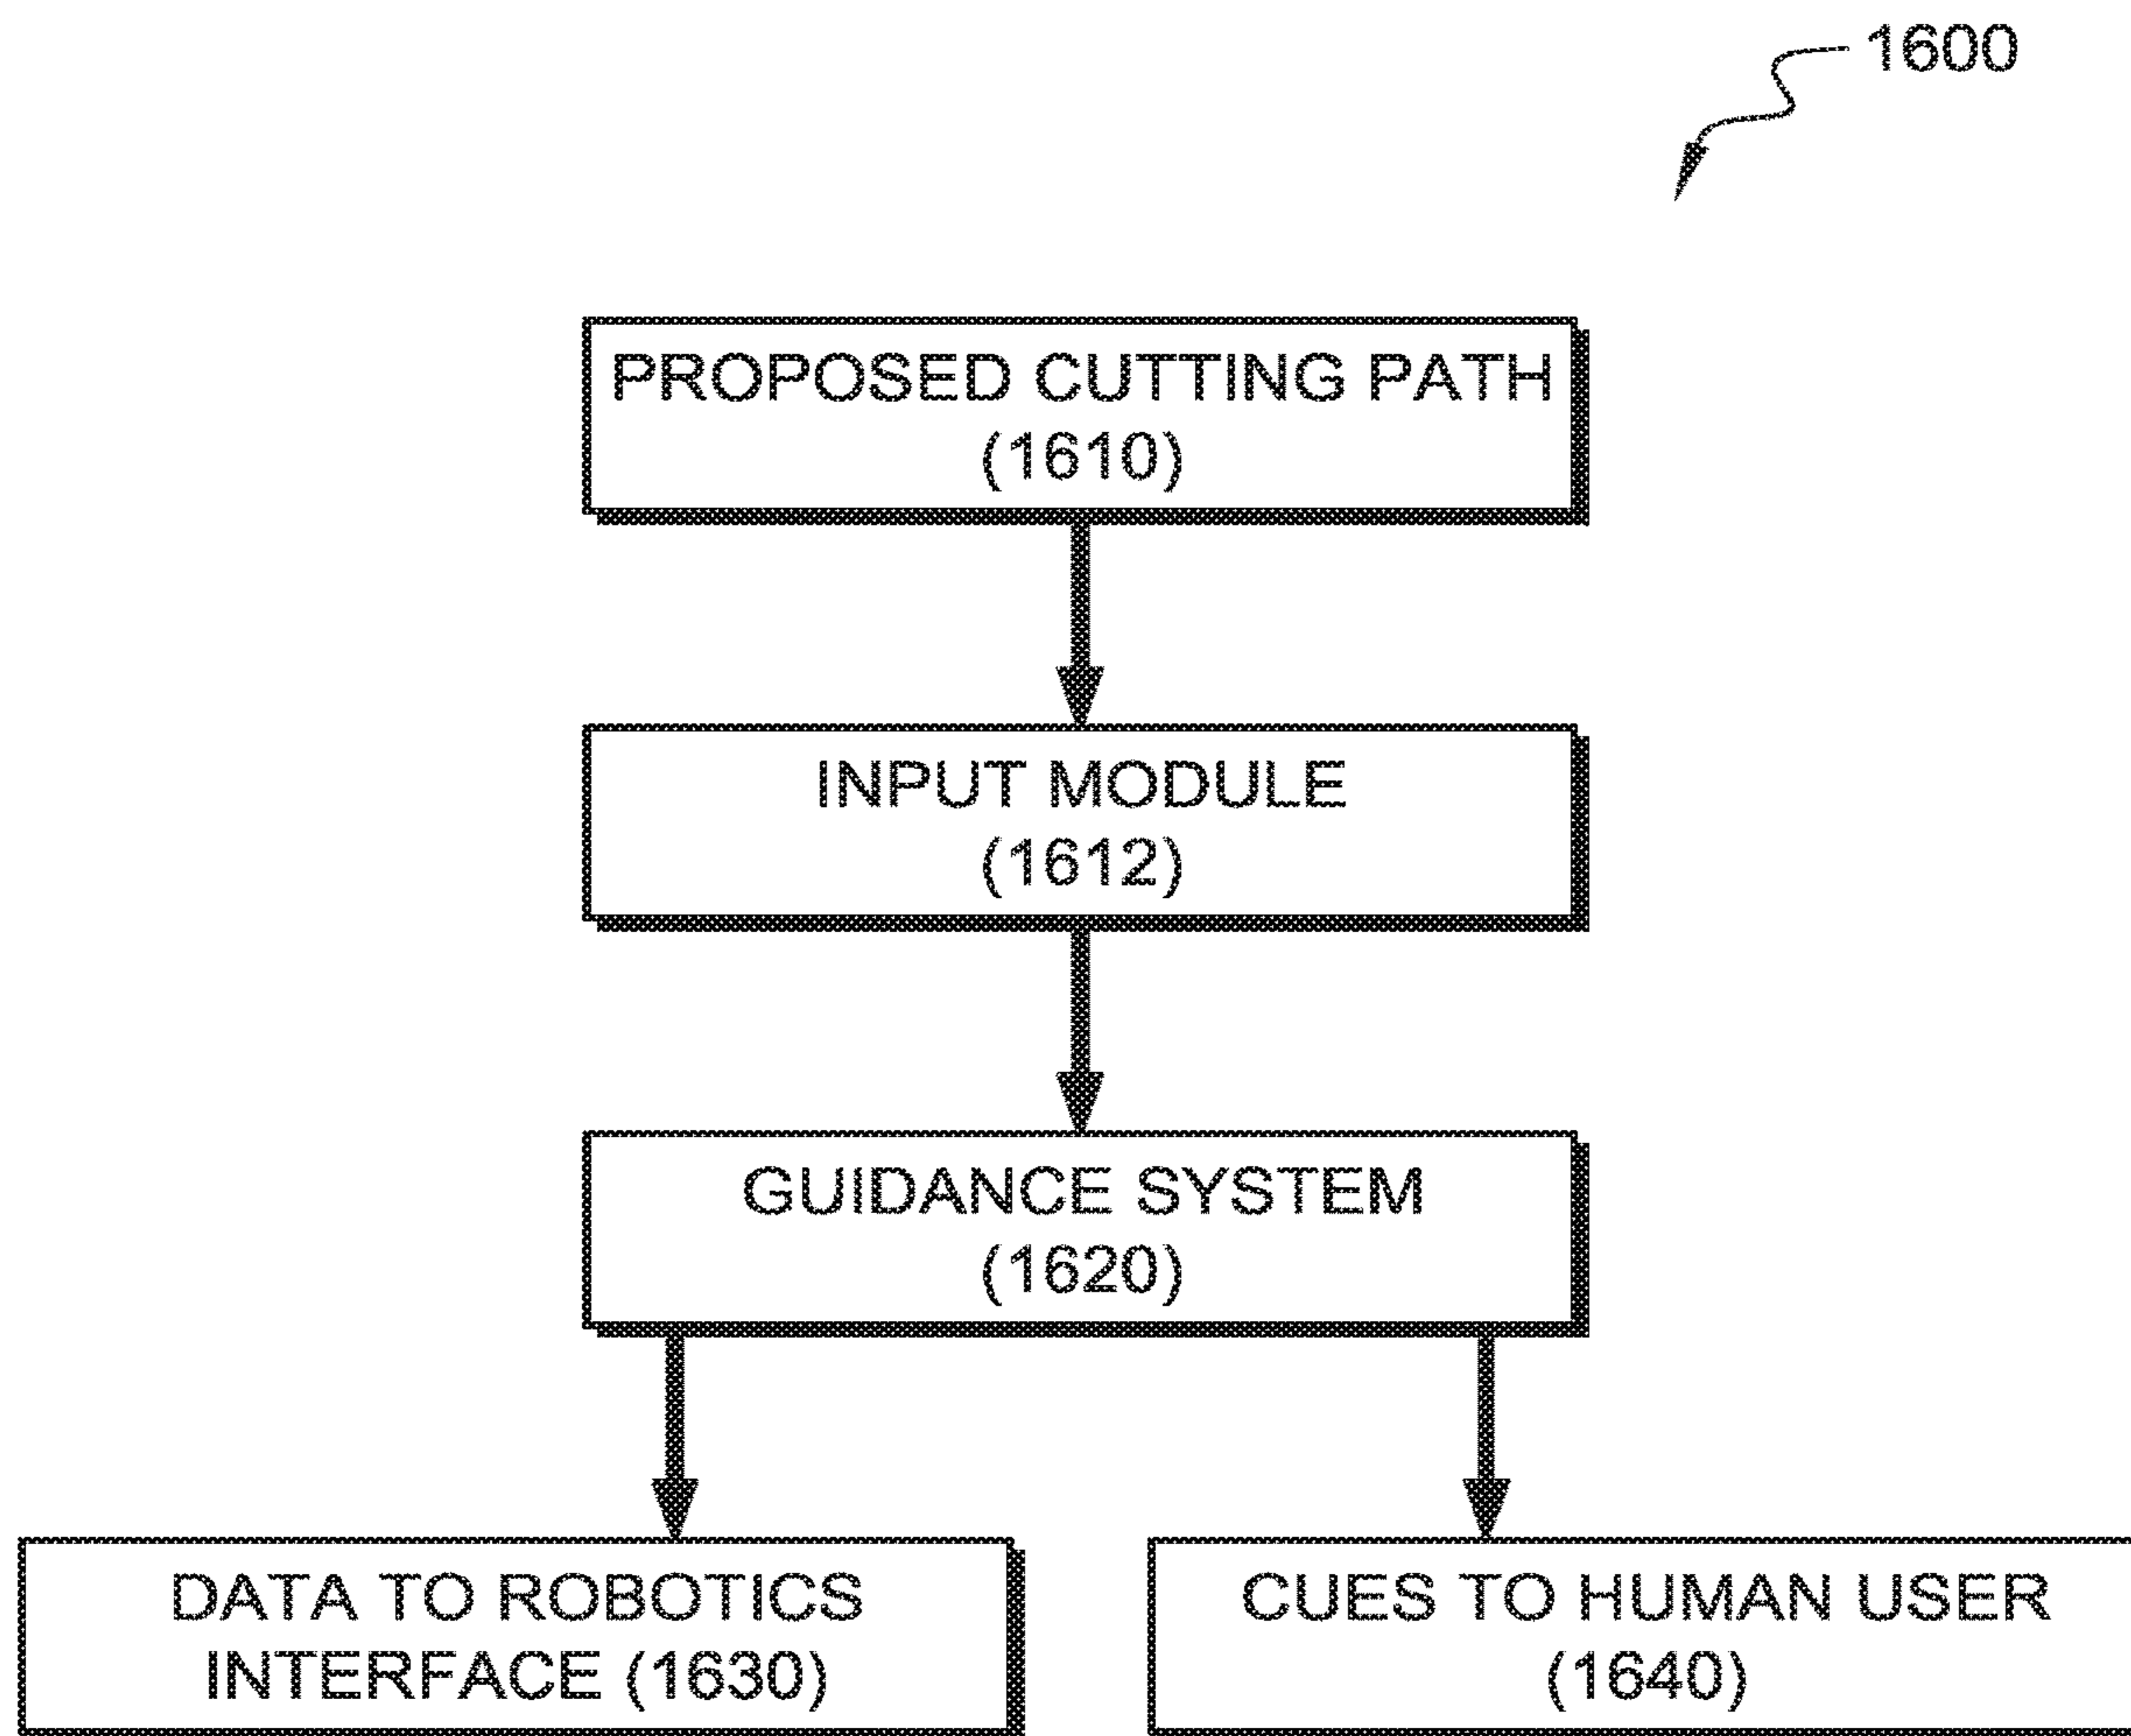 1600
PROPOSED CUTTING PATH
(1610)
INPUT MODULE
(1612)
GUIDANCE SYSTEM
(1620)
DATA TO ROBOTICS
INTERFACE (1630)
CUES TO HUMAN USER
(1640)